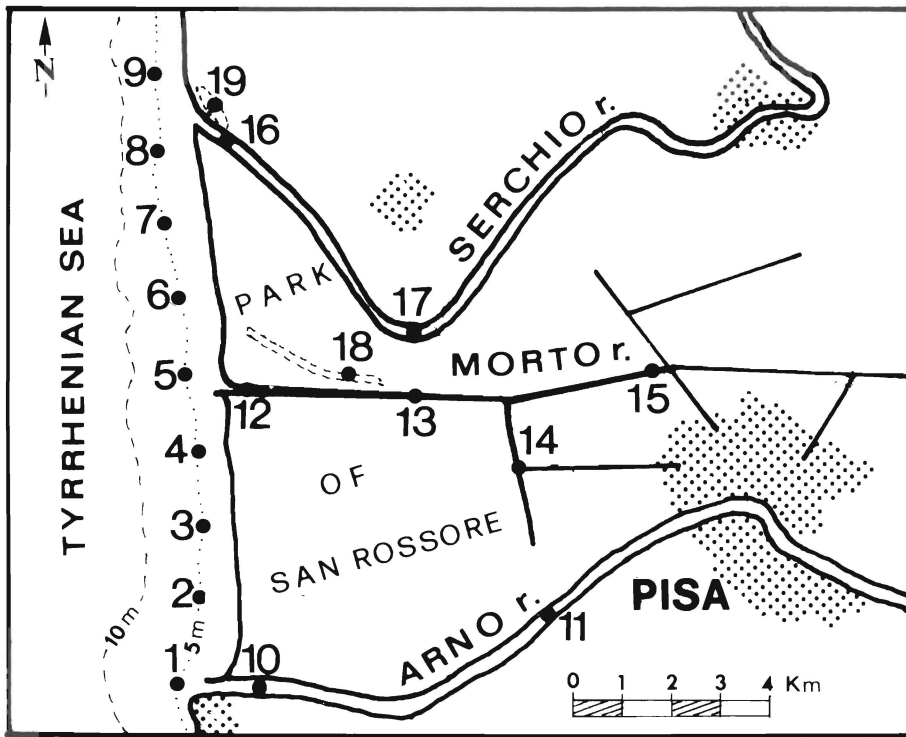 -N-
9
19
16
8
SERCHIO r.
7
TYRRHENIAN SEA
6
PARK
17
18
MORTO r.
5
15
12
13
14
4
OF
3
SAN ROSSORE
2
PISA
ARNO r.
11
10m
5m
1
10
0 1 2 3 4 Km